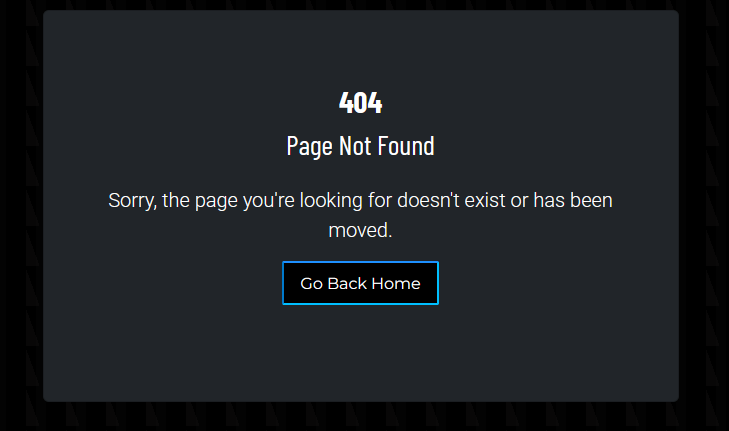 404
Page Not Found
Sorry, the page you're looking for doesn't exist or has been
moved.
Go Back Home